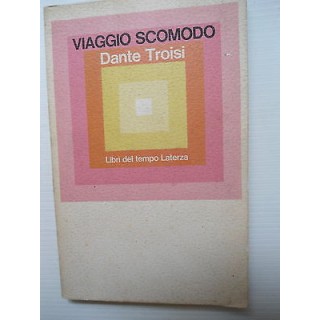 VIAGGIO SCOMODO
Dante Troisi
Libri del tempo Laterza